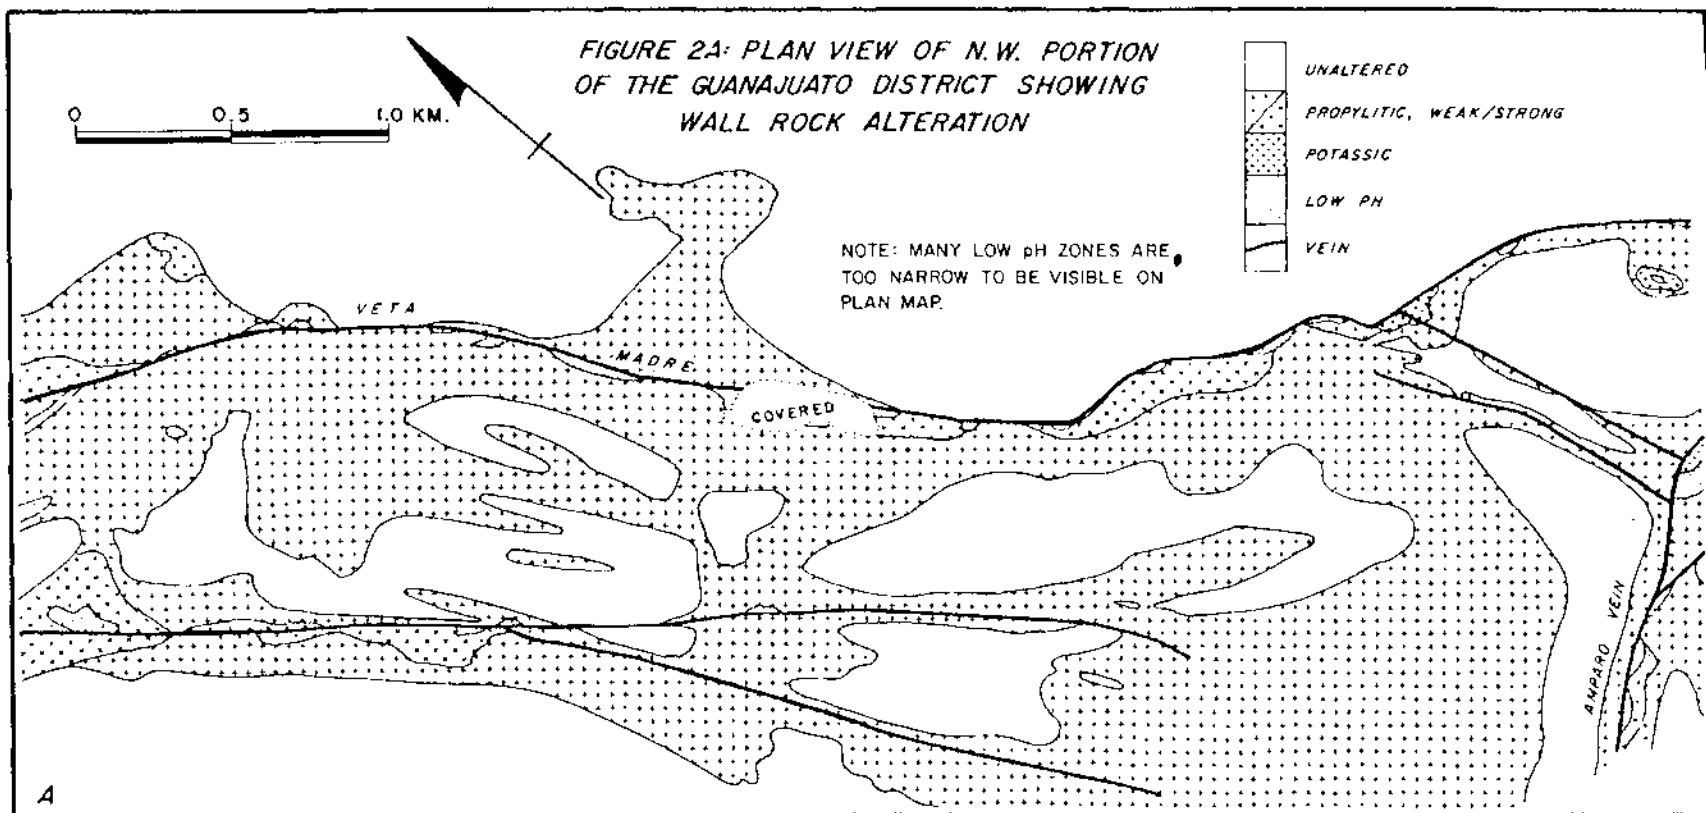 FIGURE 2A: PLAN VIEW OF N.W. PORTION
OF THE GUANAJUATO DISTRICT SHOWING
WALL ROCK ALTERATION
0 0.5 1.0 KM.
UNALTERED
PROPYLITIC, WEAK/STRONG
POTASSIC
LOW PH
VEIN
NOTE: MANY LOW pH ZONES ARE
TOO NARROW TO BE VISIBLE ON
PLAN MAP.
VETA
MADRE
COVERED
AMPARO VEIN
A